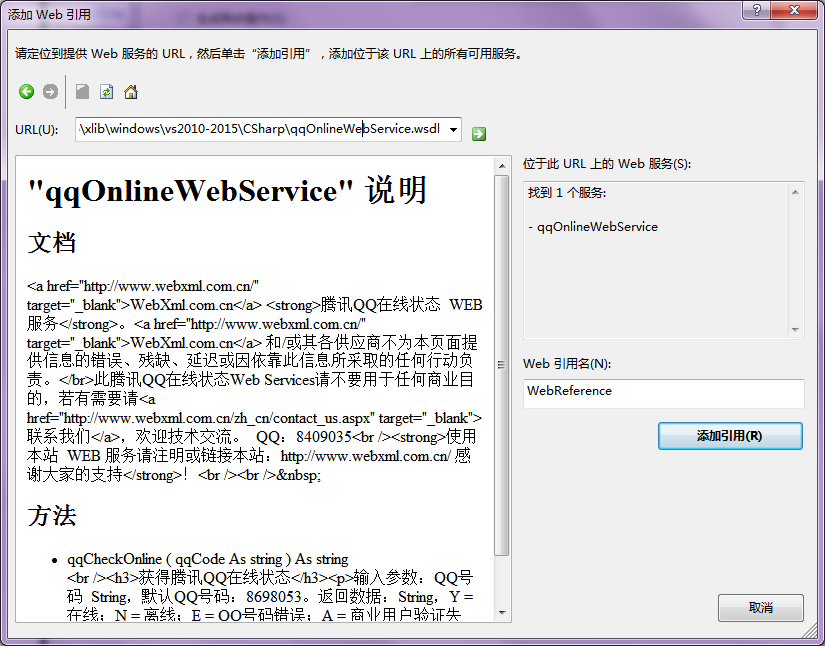 添加 Web 引用
请定位到提供 Web 服务的 URL，然后单击“添加引用”，添加位于该 URL 上的所有可用服务。
URL(U):
\xlib\windows\vs2010-2015\CSharp\qqOnlineWebService.wsdl
"qqOnlineWebService" 说明
文档
<a href="http://www.webxml.com.cn/"
target="_blank">WebXml.com.cn</a> <strong>腾讯QQ在线状态 WEB
服务</strong>。<a href="http://www.webxml.com.cn/"
target="_blank">WebXml.com.cn</a> 和/或其各供应商不为本页面提
供信息的错误、残缺、延迟或因依靠此信息所采取的任何行动负
责。</br>此腾讯QQ在线状态Web Services请不要用于任何商业目
的，若有需要请<a
href="http://www.webxml.com.cn/zh_cn/contact_us.aspx" target="_blank">
联系我们</a>，欢迎技术交流。 QQ：8409035<br /><strong>使用
本站 WEB 服务请注明或链接本站：http://www.webxml.com.cn/ 感
谢大家的支持</strong>！<br /><br />&nbsp;
方法
qqCheckOnline ( qqCode As string ) As string
<br /><h3>获得腾讯QQ在线状态</h3><p>输入参数：QQ号
码 String，默认QQ号码：8698053。返回数据：String，Y =
在线；N = 离线；E = QQ号码错误；A = 商业用户验证失
位于此 URL 上的 Web 服务(S):
找到 1 个服务:
- qqOnlineWebService
Web 引用名(N):
WebReference
添加引用(R)
取消